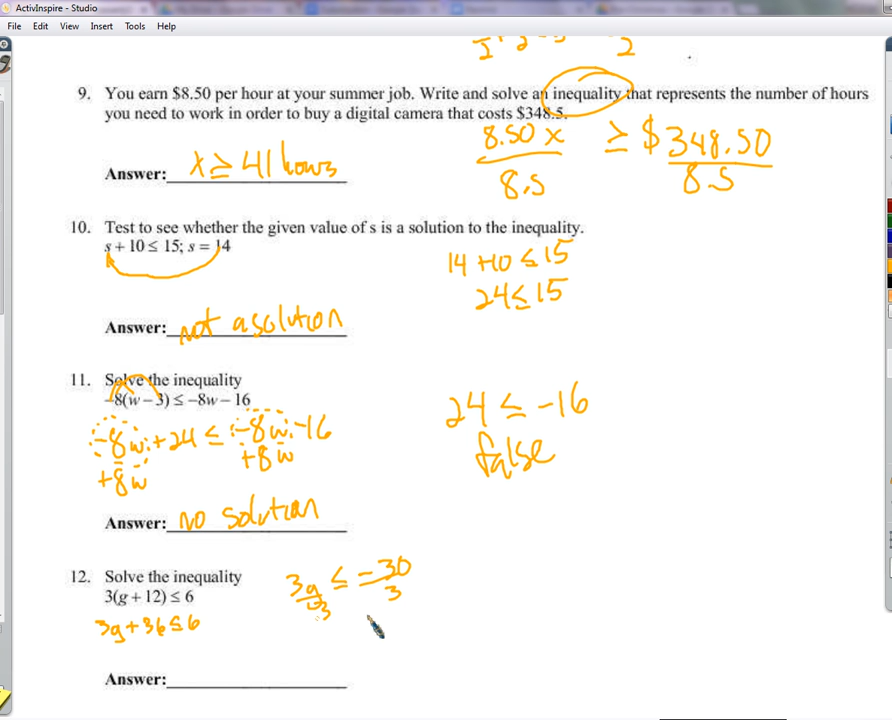 ActivInspire - Studio
File Edit View Insert Tools Help
2
9. You earn $8.50 per hour at your summer job. Write and solve an inequality that represents the number of hours
you need to work in order to buy a digital camera that costs $348.5.
8.50 x ≥ $348.50
8.5 8.5
Answer: x ≥ 41 hours
10. Test to see whether the given value of s is a solution to the inequality.
s + 10 ≤ 15; s = 14
14 + 10 ≤ 15
24 ≤ 15
Answer: not a solution
11. Solve the inequality
-8(w - 3) ≤ -8w - 16
-8w + 24 ≤ -8w - 16
+8w +8w
24 ≤ -16
false
Answer: no solution
12. Solve the inequality
3(g + 12) ≤ 6
3g + 36 ≤ 6
3g ≤ -30
3 3
Answer: